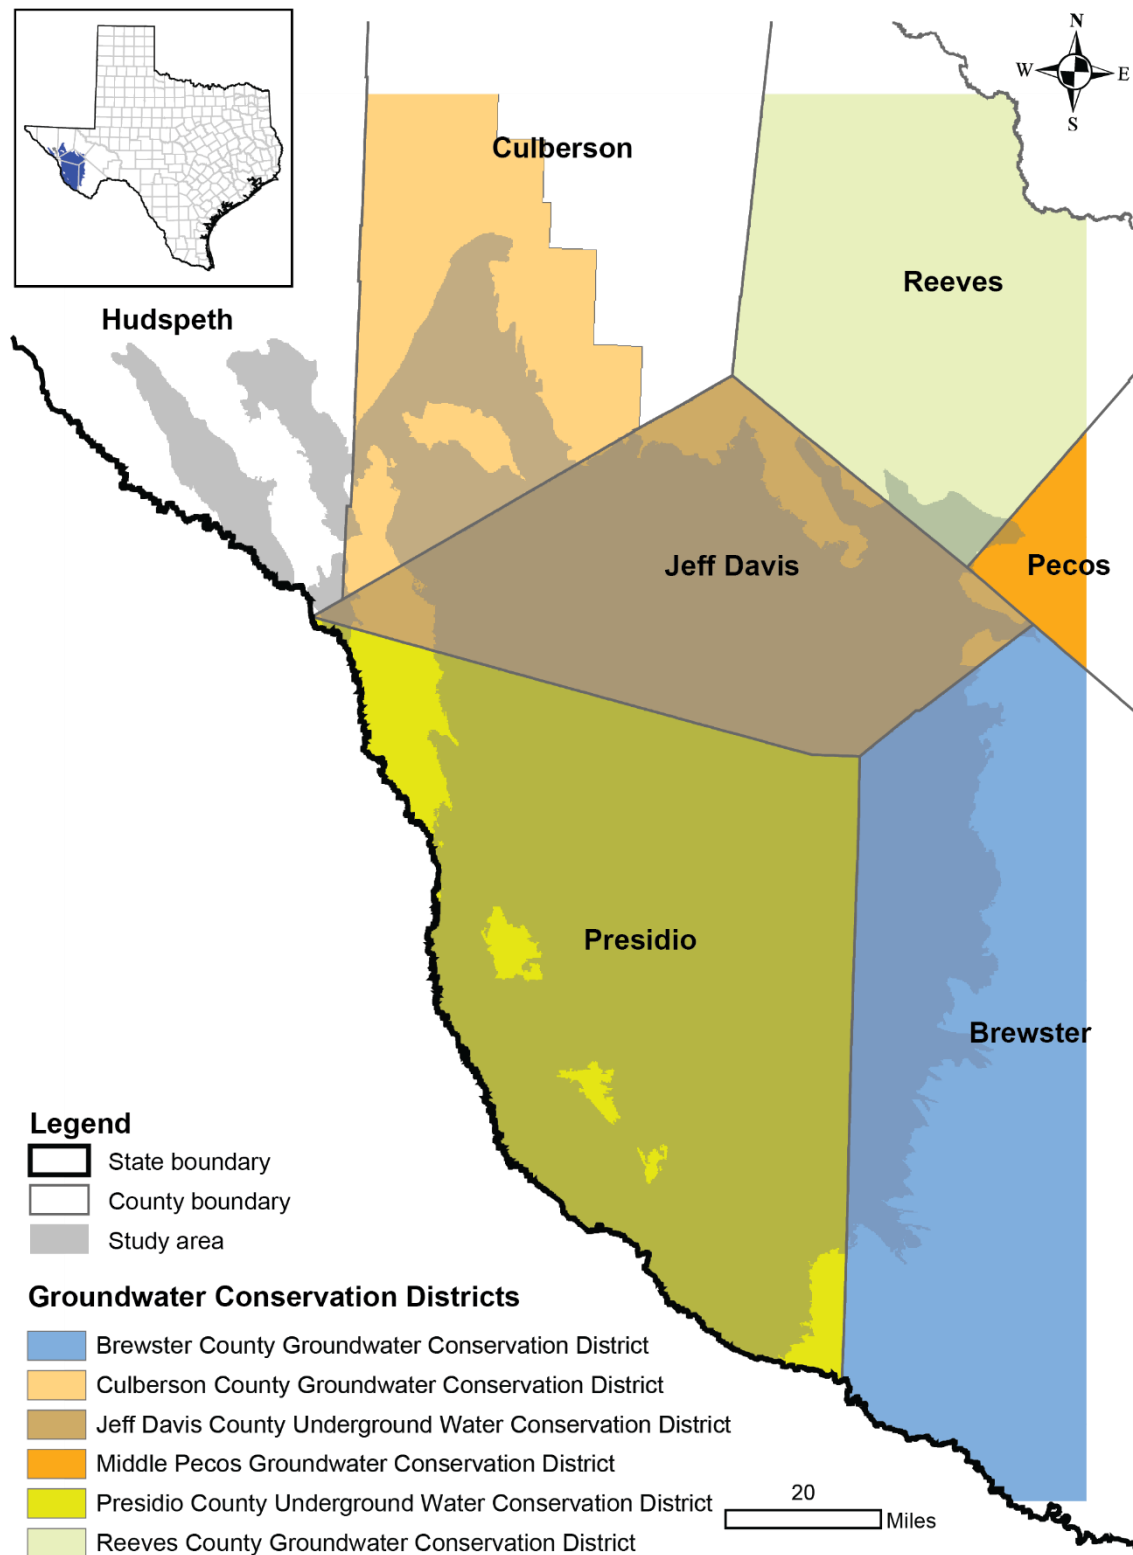 N
W E
S
Culberson
Reeves
Hudspeth
Jeff Davis
Pecos
Presidio
Brewster
Legend
State boundary
County boundary
Study area
Groundwater Conservation Districts
Brewster County Groundwater Conservation District
Culberson County Groundwater Conservation District
Jeff Davis County Underground Water Conservation District
Middle Pecos Groundwater Conservation District
Presidio County Underground Water Conservation District
Reeves County Groundwater Conservation District
20
Miles